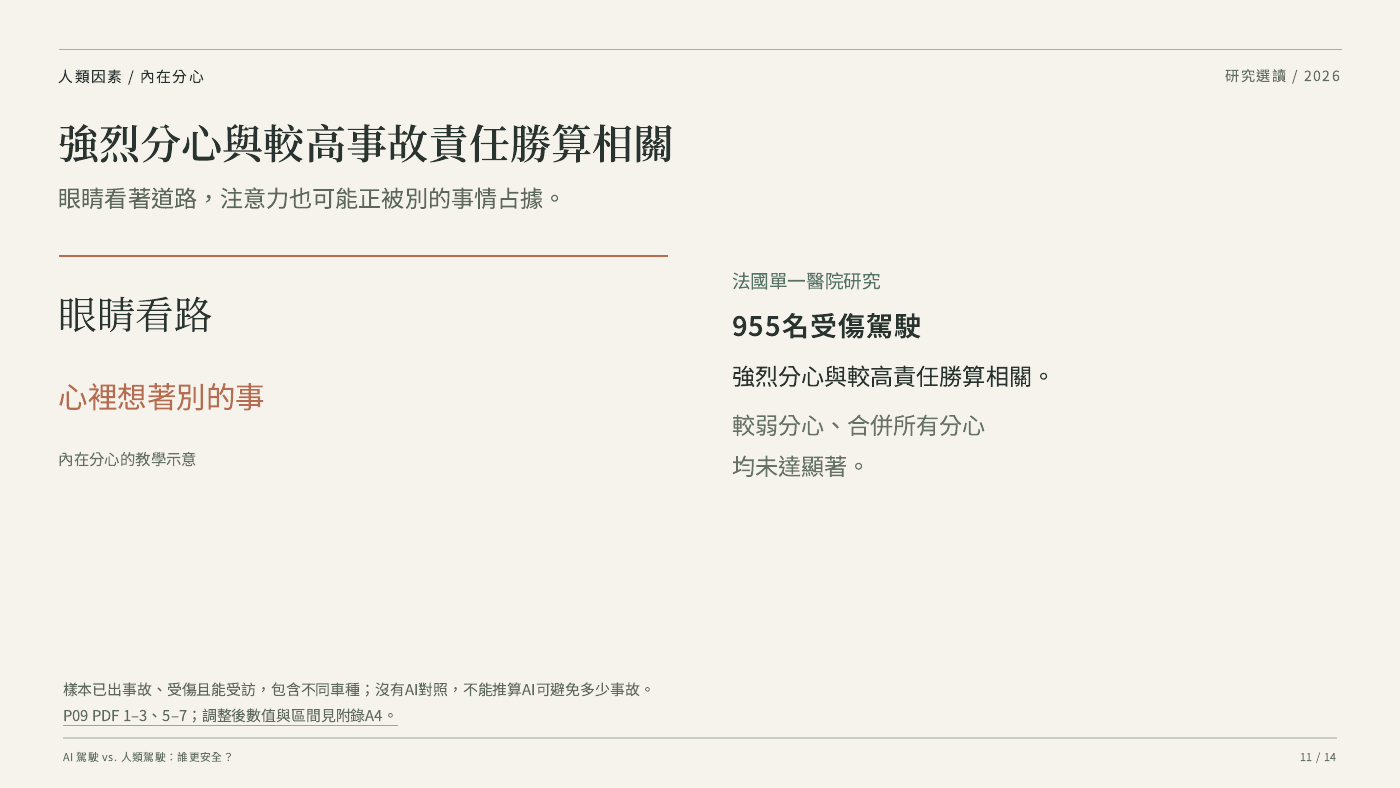 人類因素 / 內在分心
研究選讀 / 2026
強烈分心與較高事故責任勝算相關
眼睛看著道路，注意力也可能正被別的事情占據。
眼睛看路
心裡想著別的事
內在分心的教學示意
法國單一醫院研究
955名受傷駕駛
強烈分心與較高責任勝算相關。
較弱分心、合併所有分心
均未達顯著。
樣本已出事故、受傷且能受訪，包含不同車種；沒有AI對照，不能推算AI可避免多少事故。
P09 PDF 1–3、5–7；調整後數值與區間見附錄A4。
AI 駕駛 vs. 人類駕駛：誰更安全？
11 / 14